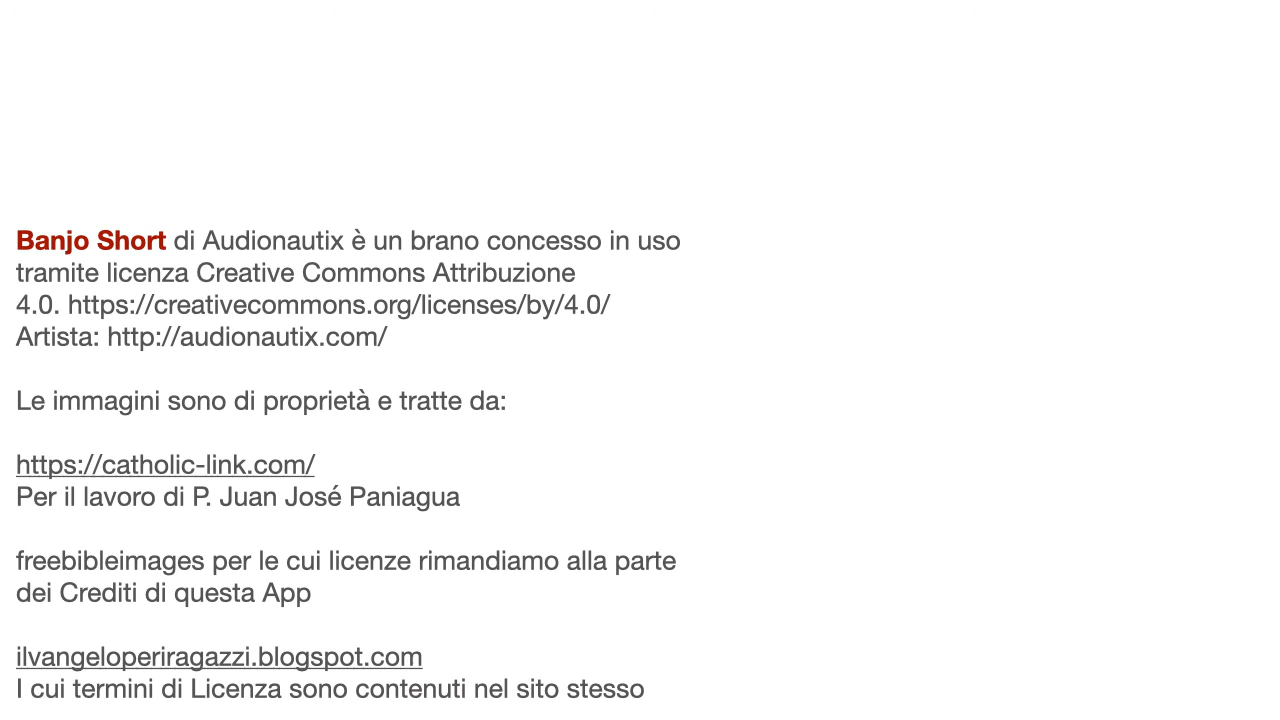 Banjo Short di Audionautix è un brano concesso in uso
tramite licenza Creative Commons Attribuzione
4.0. https://creativecommons.org/licenses/by/4.0/
Artista: http://audionautix.com/
Le immagini sono di proprietà e tratte da:
https://catholic-link.com/
Per il lavoro di P. Juan José Paniagua
freebibleimages per le cui licenze rimandiamo alla parte
dei Crediti di questa App
ilvangeloperiragazzi.blogspot.com
I cui termini di Licenza sono contenuti nel sito stesso